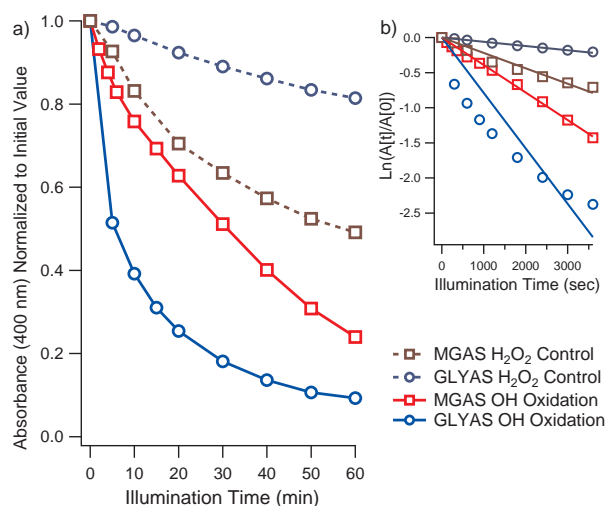 a)
Absorbance (400 nm) Normalized to Initial Value
1.0
0.8
0.6
0.4
0.2
0.0
0 10 20 30 40 50 60
Illumination Time (min)
b)
Ln(A[t]/A[0])
0.0
-0.5
-1.0
-1.5
-2.0
-2.5
0 1000 2000 3000
Illumination Time (sec)
MGAS H₂O₂ Control
GLYAS H₂O₂ Control
MGAS OH Oxidation
GLYAS OH Oxidation